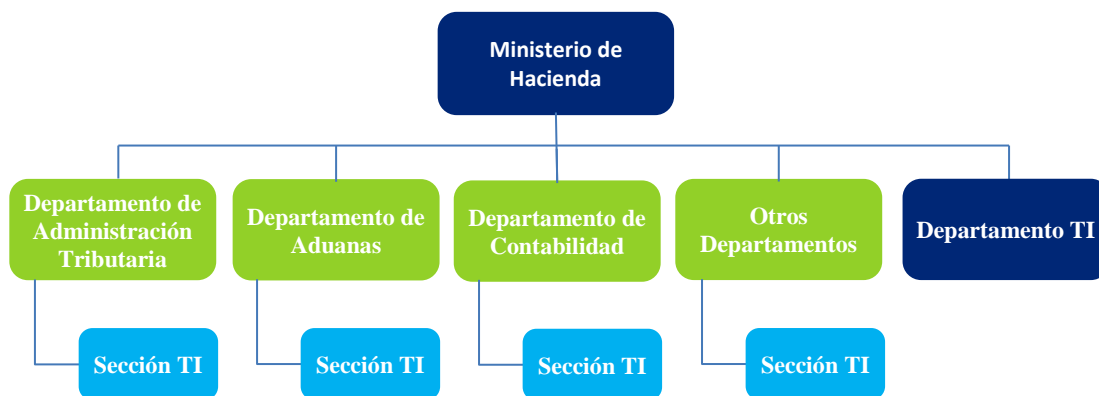 Ministerio de
Hacienda
Departamento de
Administración
Tributaria
Departamento de
Aduanas
Departamento de
Contabilidad
Otros
Departamentos
Departamento TI
Sección TI
Sección TI
Sección TI
Sección TI